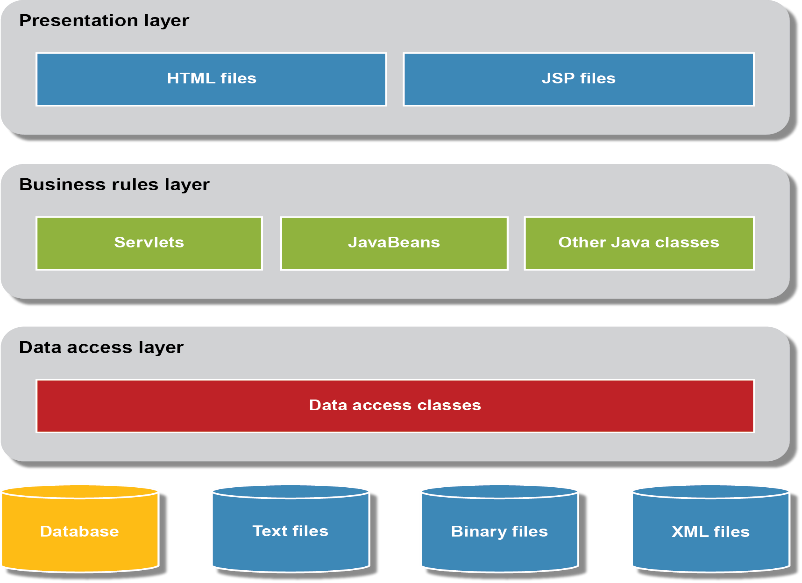 Presentation layer
HTML files
JSP files
Business rules layer
Servlets
JavaBeans
Other Java classes
Data access layer
Data access classes
Database
Text files
Binary files
XML files